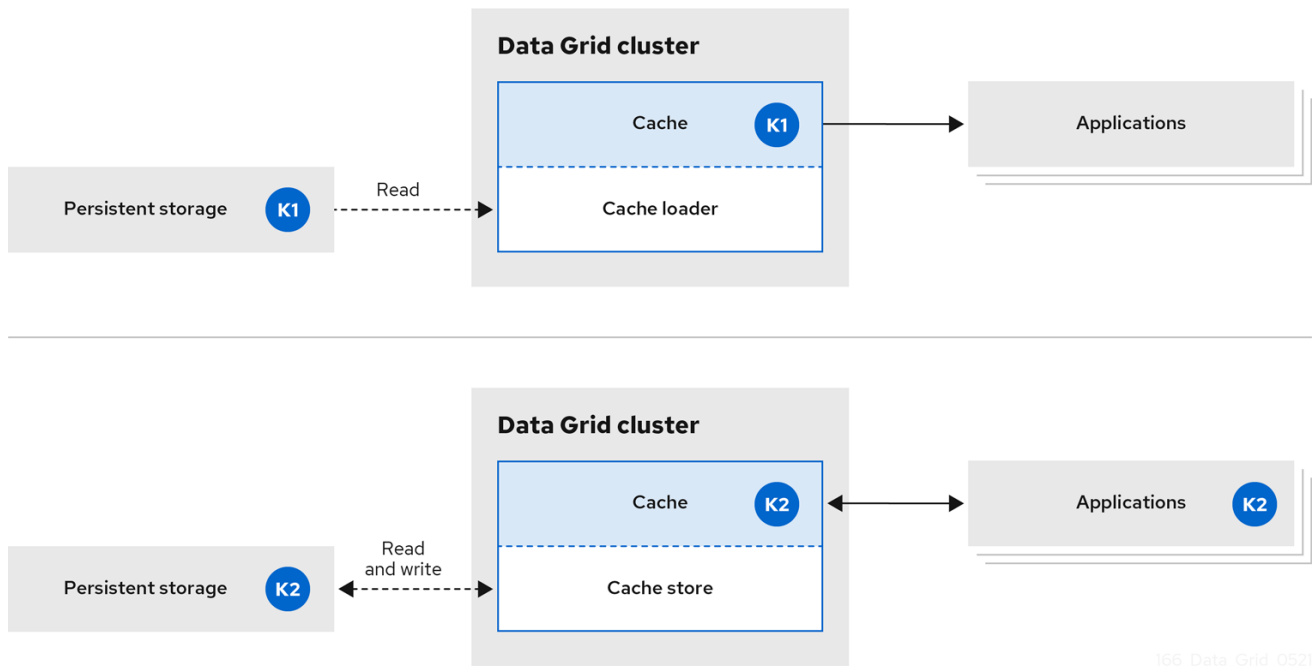 Data Grid cluster
Cache K1
Applications
Read
Persistent storage K1
Cache loader
Data Grid cluster
Cache K2
Applications K2
Read
and write
Persistent storage K2
Cache store
166_Data_Grid_0521